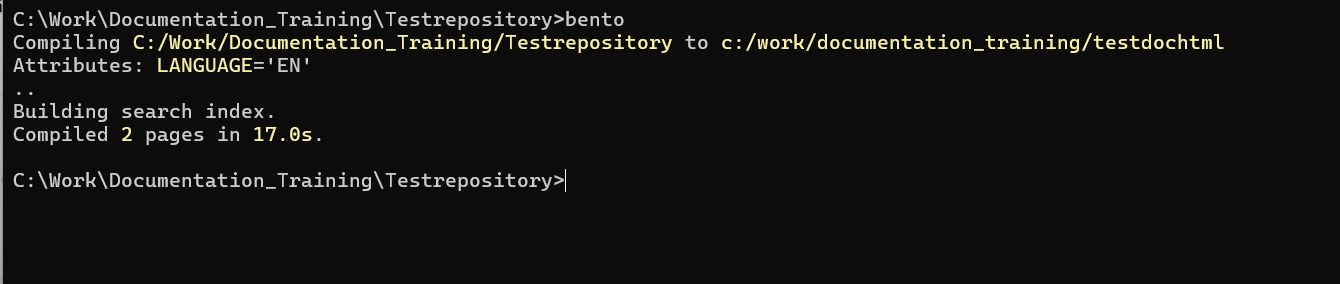 C:\Work\Documentation_Training\Testrepository>bento
Compiling C:/Work/Documentation_Training/Testrepository to c:/work/documentation_training/testdochtml
Attributes: LANGUAGE='EN'
..
Building search index.
Compiled 2 pages in 17.0s.
C:\Work\Documentation_Training\Testrepository>